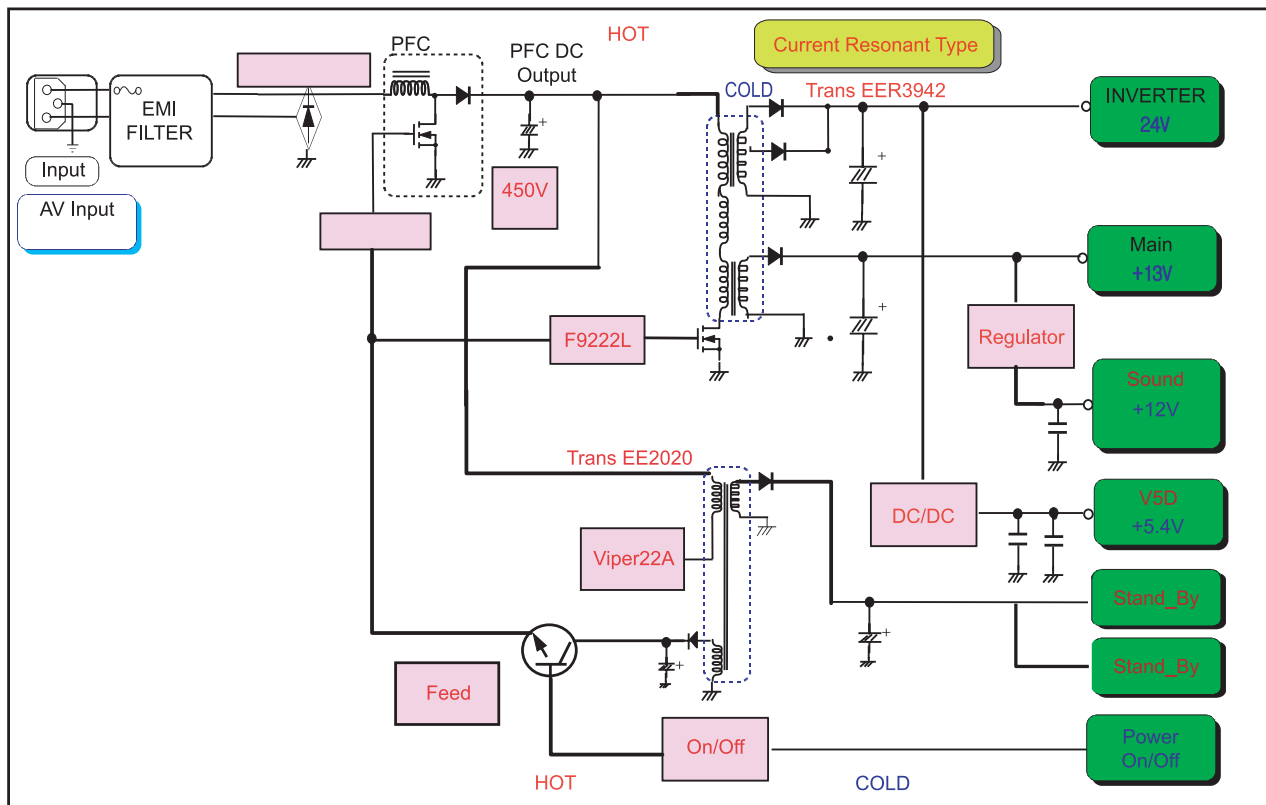 HOT
Current Resonant Type
PFC
PFC DC
Output
COLD
Trans EER3942
EMI
FILTER
INVERTER
24V
Input
AV Input
450V
Main
+13V
F9222L
Regulator
Sound
+12V
Trans EE2020
DC/DC
V5D
+5.4V
Viper22A
Stand_By
Stand_By
Feed
On/Off
Power
On/Off
HOT
COLD